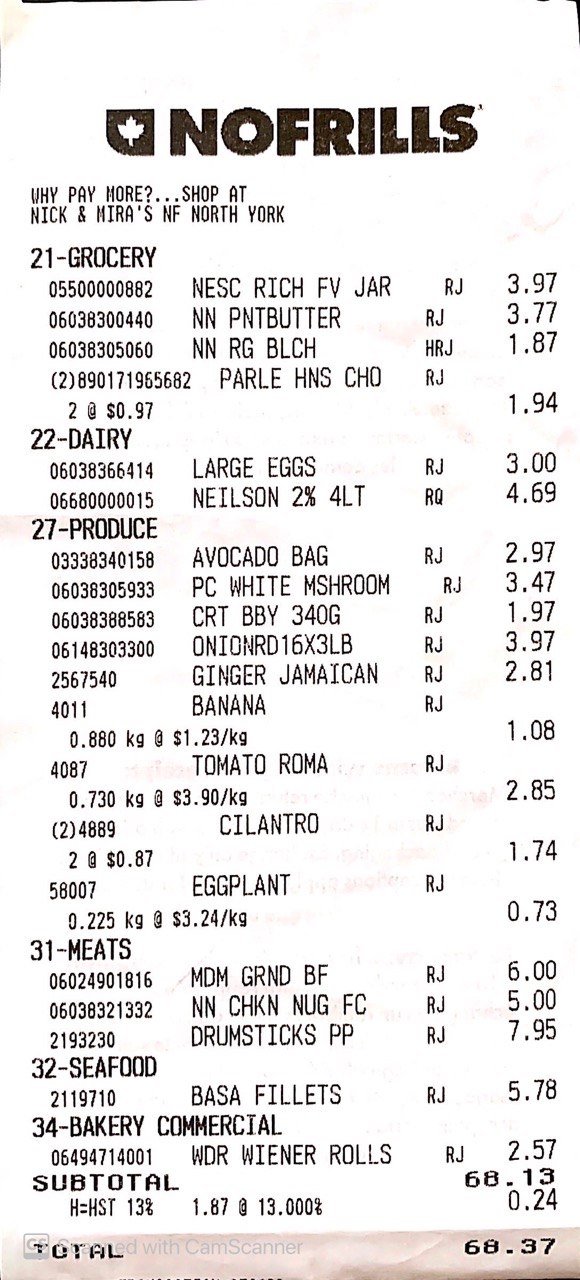 NOFRILLS
WHY PAY MORE?...SHOP AT
NICK & MIRA'S NF NORTH YORK
21-GROCERY
05500000882 NESC RICH FV JAR RJ 3.97
06038300440 NN PNTBUTTER RJ 3.77
06038305060 NN RG BLCH HRJ 1.87
(2)890171965682 PARLE HNS CHO RJ
2 @ $0.97 1.94
22-DAIRY
06038366414 LARGE EGGS RJ 3.00
06680000015 NEILSON 2% 4LT RQ 4.69
27-PRODUCE
03338340158 AVOCADO BAG RJ 2.97
06038305933 PC WHITE MSHROOM RJ 3.47
06038388583 CRT BBY 340G RJ 1.97
06148303300 ONIONRD16X3LB RJ 3.97
2567540 GINGER JAMAICAN RJ 2.81
4011 BANANA RJ
0.880 kg @ $1.23/kg 1.08
4087 TOMATO ROMA RJ
0.730 kg @ $3.90/kg 2.85
(2)4889 CILANTRO RJ
2 @ $0.87 1.74
58007 EGGPLANT RJ
0.225 kg @ $3.24/kg 0.73
31-MEATS
06024901816 MDM GRND BF RJ 6.00
06038321332 NN CHKN NUG FC RJ 5.00
2193230 DRUMSTICKS PP RJ 7.95
32-SEAFOOD
2119710 BASA FILLETS RJ 5.78
34-BAKERY COMMERCIAL
06494714001 WDR WIENER ROLLS RJ 2.57
SUBTOTAL 68.13
H=HST 13% 1.87 @ 13.000% 0.24
TOTAL 68.37
CS Scanned with CamScanner